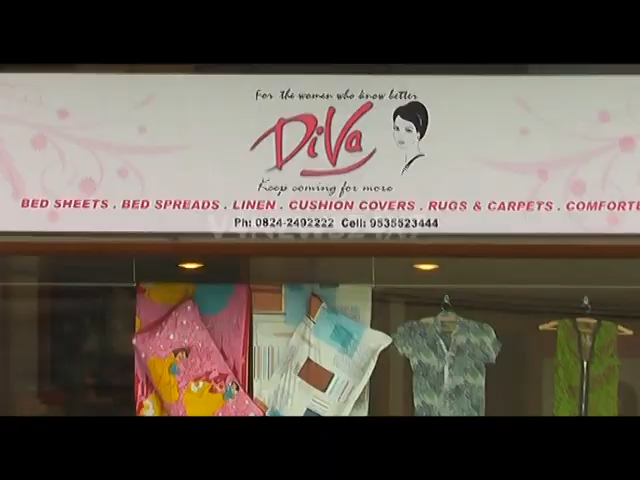 For the women who know better
DiVa
Keep coming for more
BED SHEETS . BED SPREADS . LINEN . CUSHION COVERS . RUGS & CARPETS . COMFORTE
Ph: 0824-2492222 Cell: 9535523444